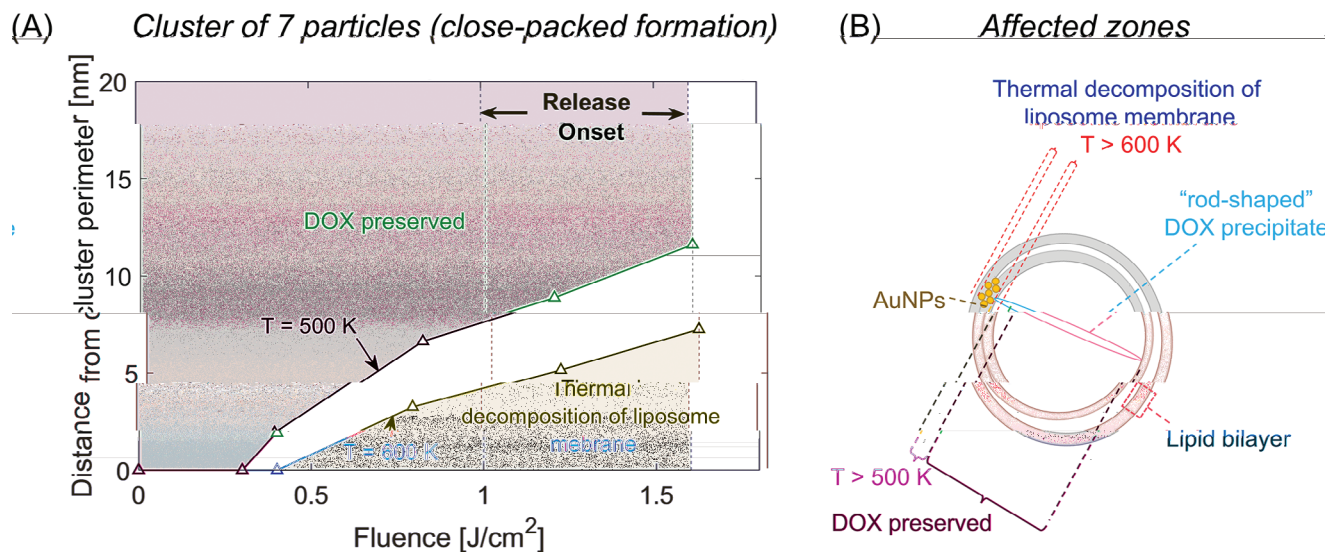 (A) Cluster of 7 particles (close-packed formation)
Distance from cluster perimeter [nm]
20
15
10
5
0
Release
Onset
DOX preserved
T = 500 K
Thermal
decomposition of liposome
mebrane
T = 600 K
0 0.5 1 1.5
Fluence [J/cm²]
(B) Affected zones
Thermal decomposition of
liposome membrane
T > 600 K
“rod-shaped”
DOX precipitate
AuNPs
Lipid bilayer
T > 500 K
DOX preserved